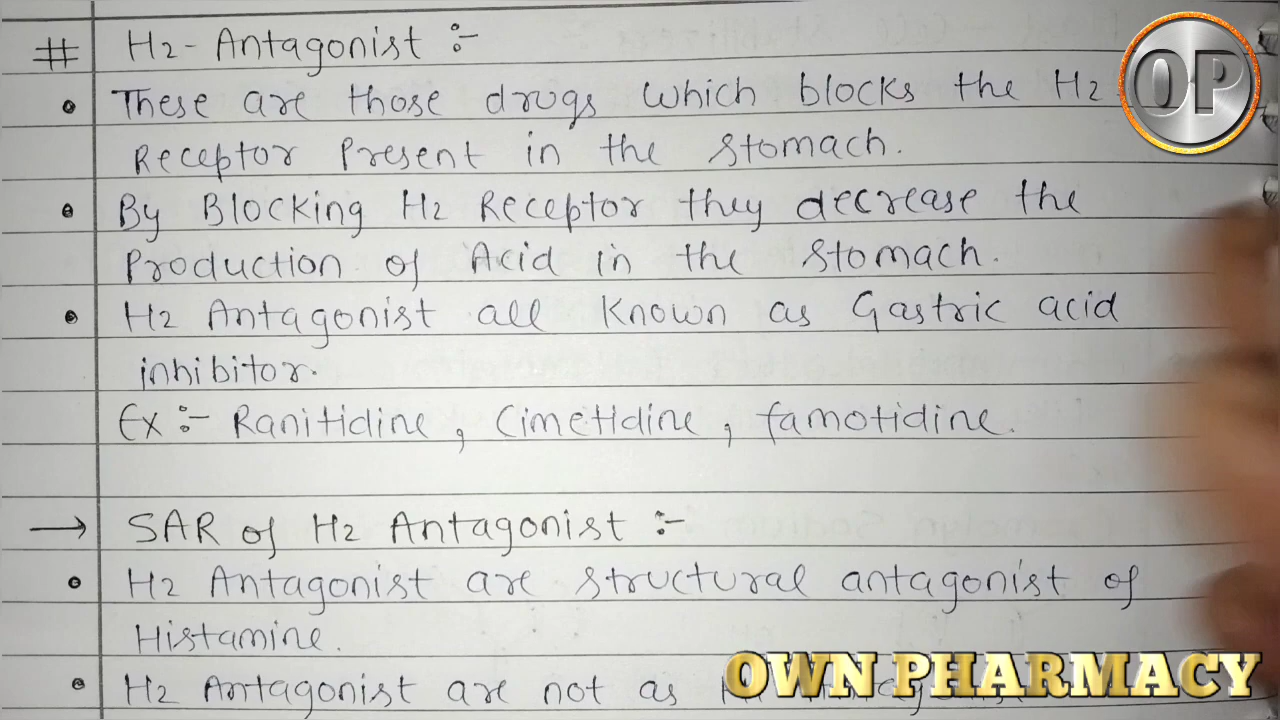 # H2-Antagonist :-
• These are those drugs which blocks the H2
Receptor Present in the stomach.
• By Blocking H2 Receptor they decrease the
Production of Acid in the stomach.
• H2 Antagonist all known as Gastric acid
inhibitor.
Ex :- Ranitidine, Cimetidine, famotidine.
→ SAR of H2 Antagonist :-
• H2 Antagonist are structural antagonist of
Histamine.
• H2 Antagonist are not as
OP
OWN PHARMACY